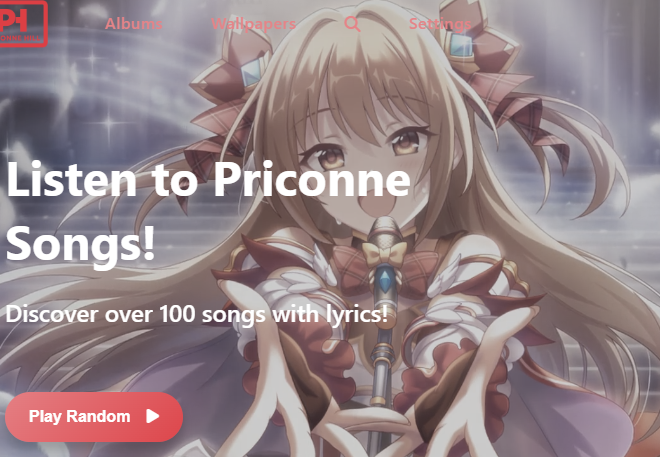 PH
Albums
Wallpapers
Settings
Listen to Priconne
Songs!
Discover over 100 songs with lyrics!
Play Random